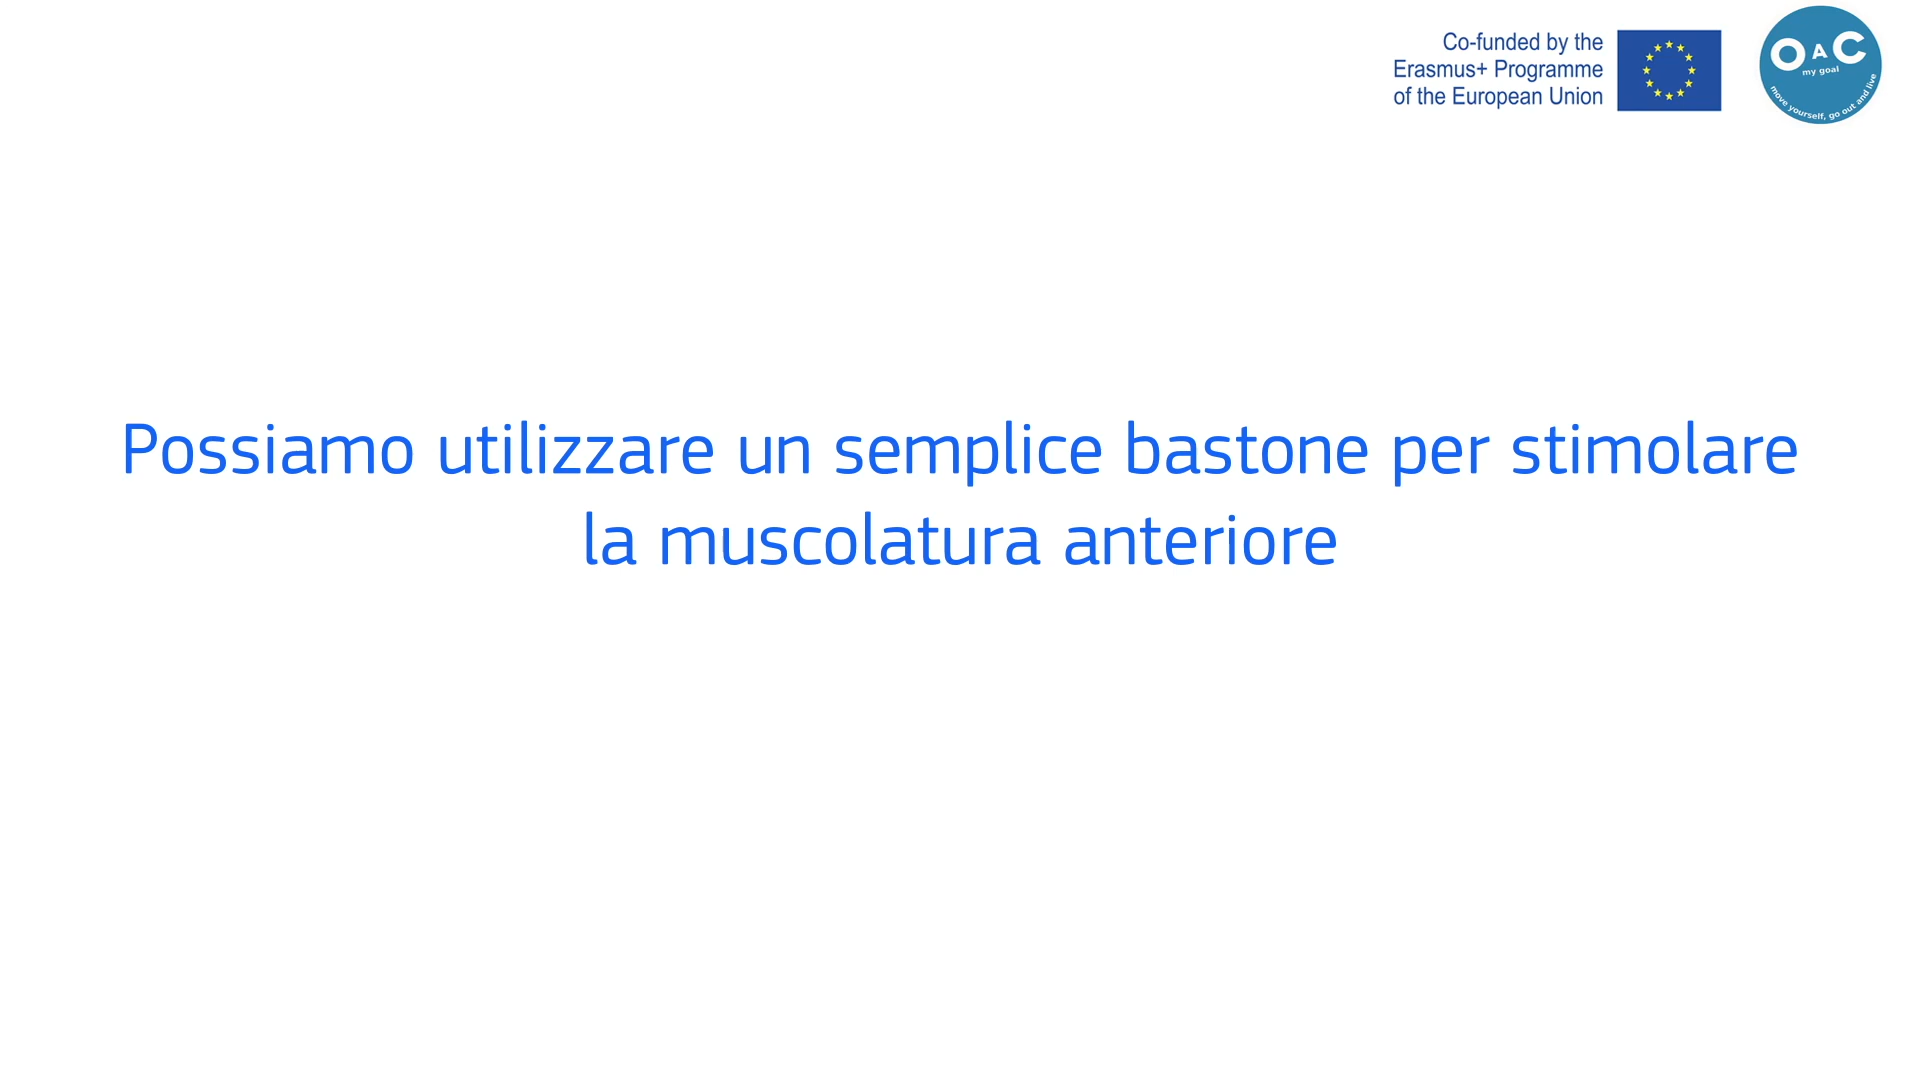 Co-funded by the
Erasmus+ Programme
of the European Union
OAC
my goal
move yourself, go out and live
Possiamo utilizzare un semplice bastone per stimolare
la muscolatura anteriore